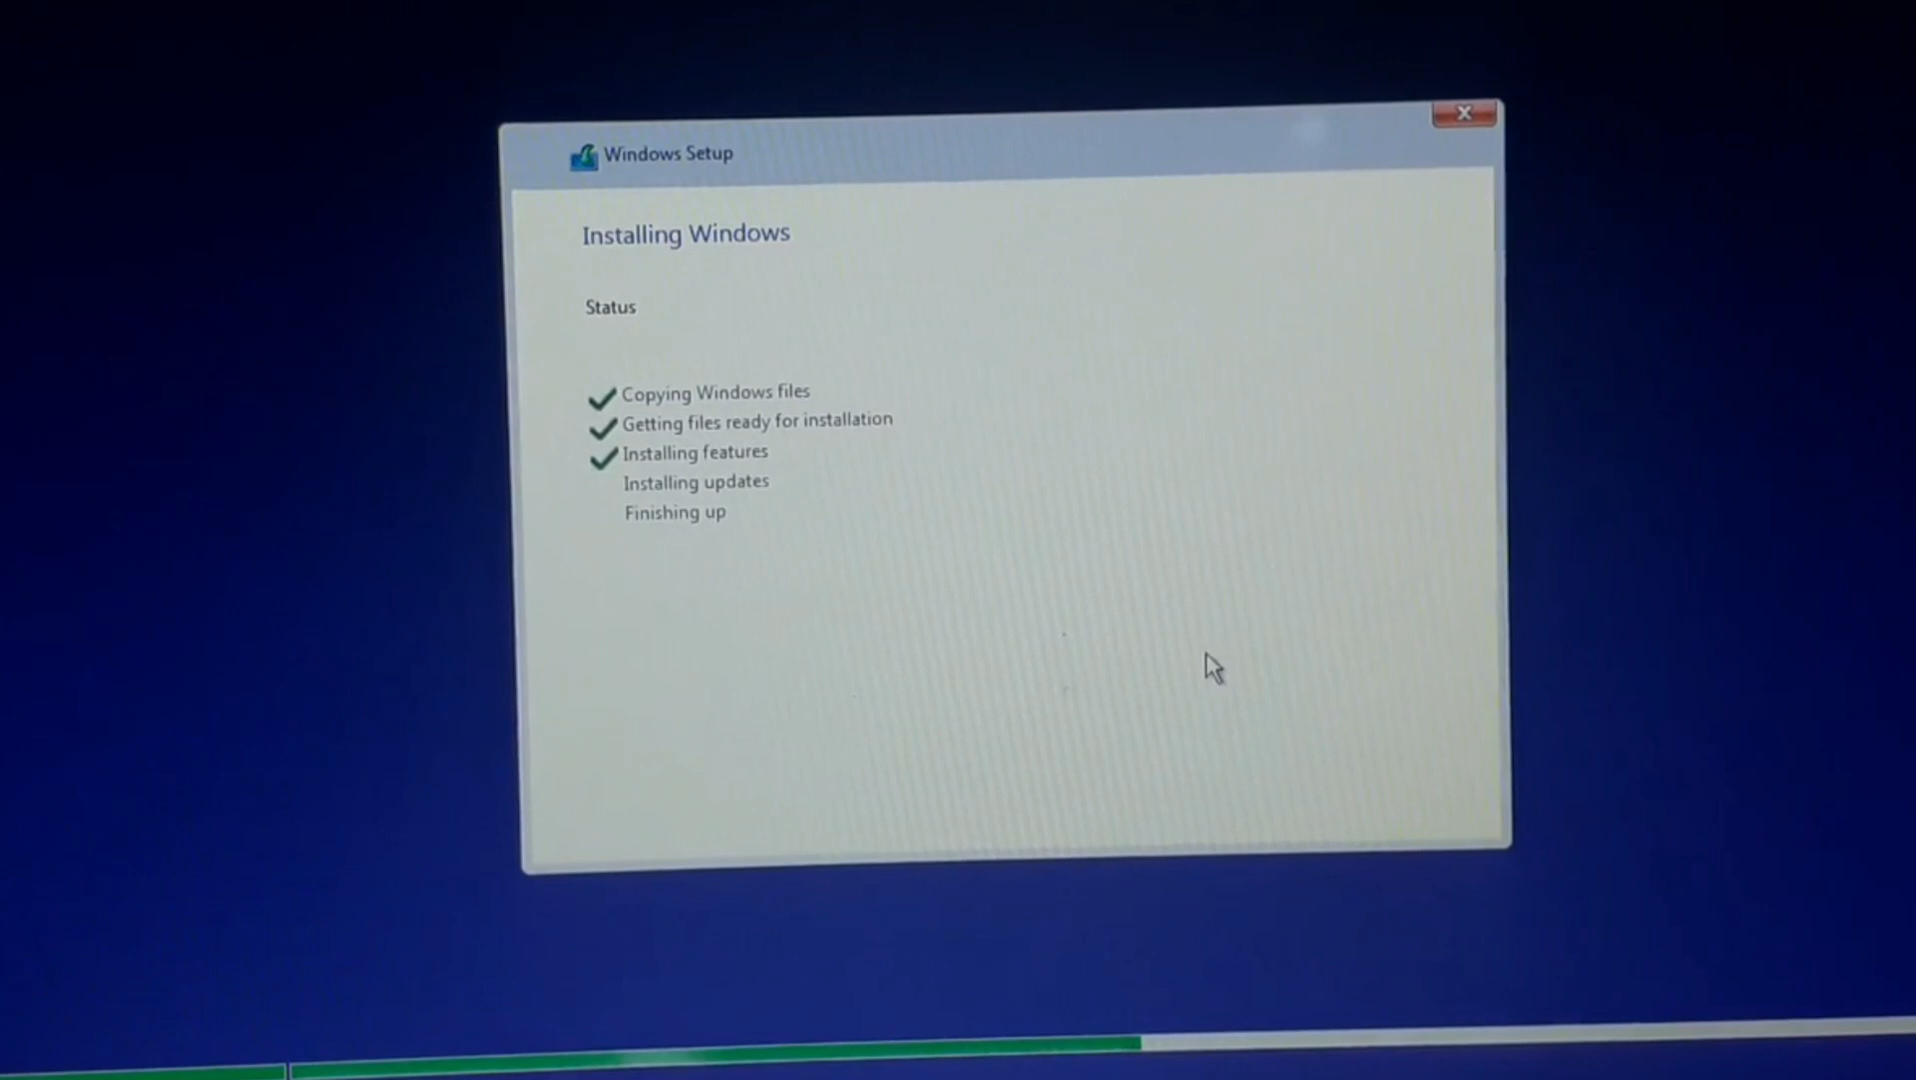 Windows Setup
Installing Windows
Status
Copying Windows files
Getting files ready for installation
Installing features
Installing updates
Finishing up